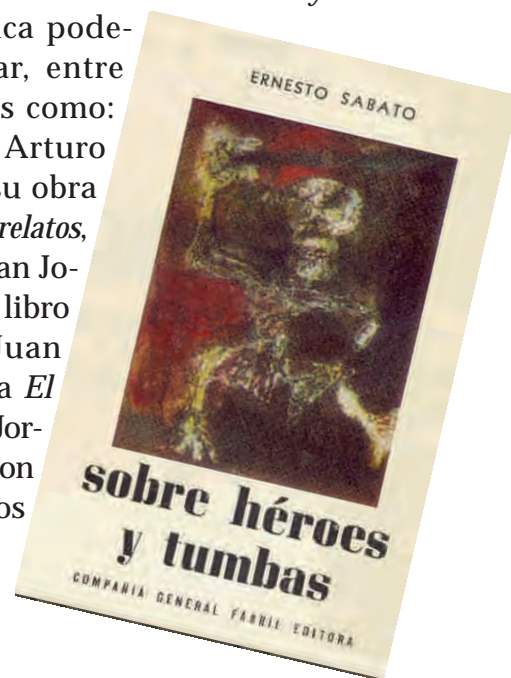 ica pode-
ar, entre
s como:
Arturo
su obra
relatos,
an Jo-
libro
Juan
a El
Jor-
on
os
ERNESTO SABATO
sobre héroes
y tumbas
COMPAÑIA GENERAL FABRIL EDITORA